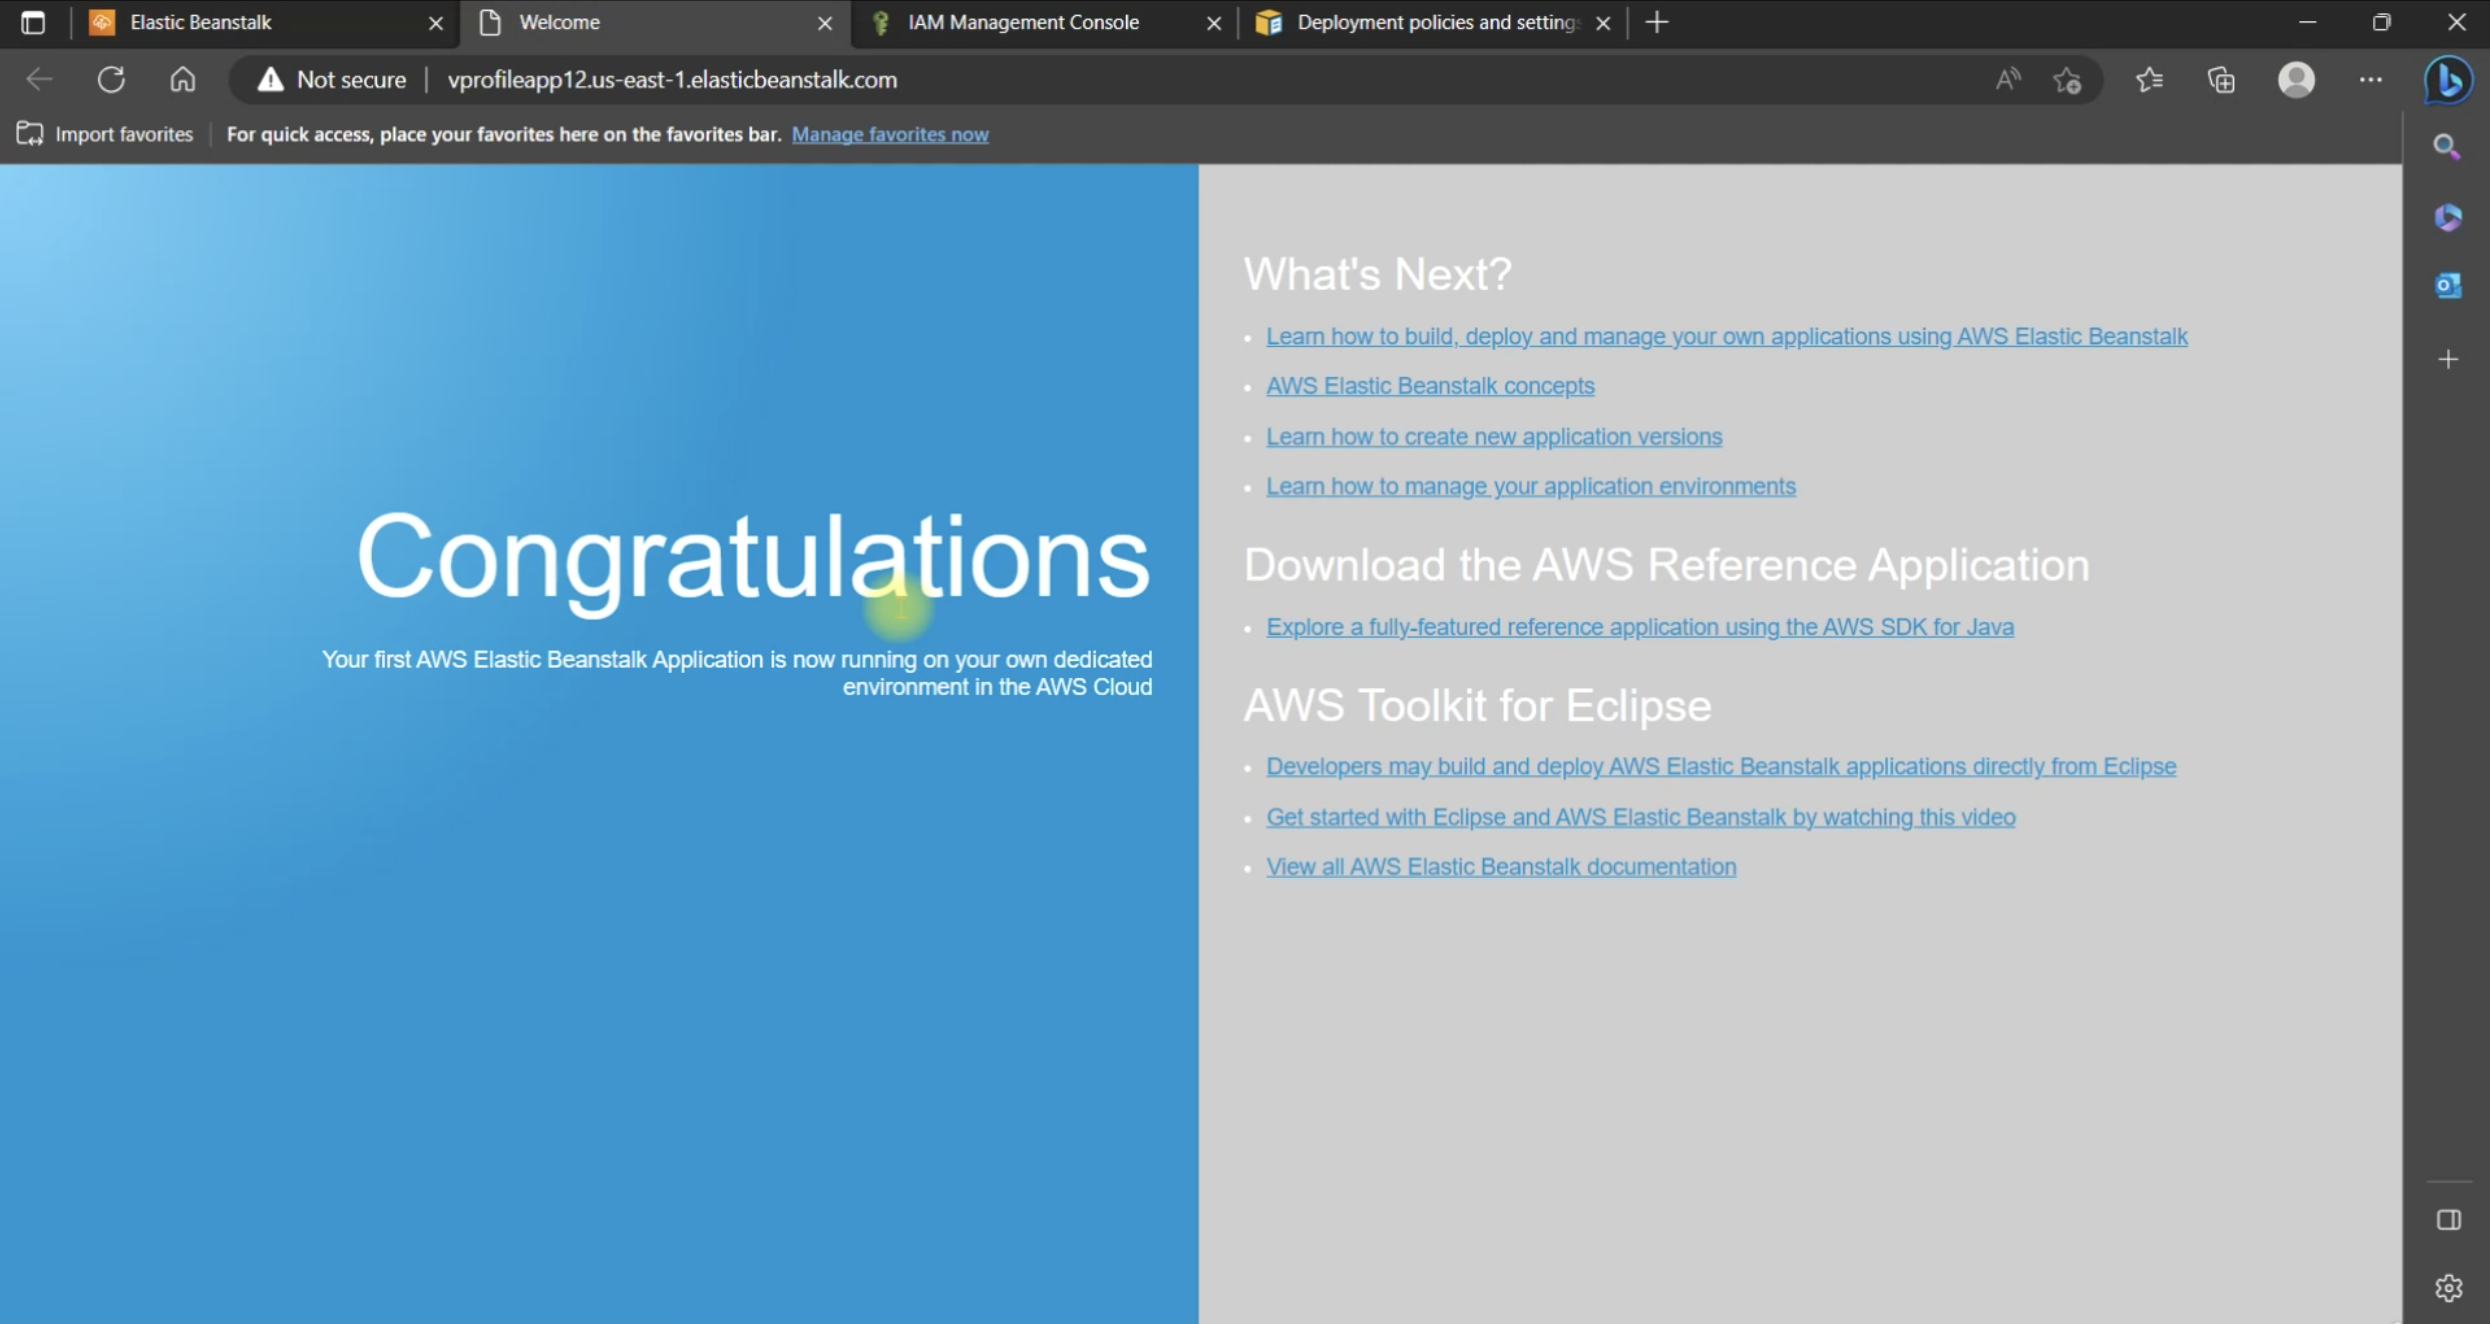 Elastic Beanstalk
Welcome
IAM Management Console
Deployment policies and setting
Not secure
vprofileapp12.us-east-1.elasticbeanstalk.com
Import favorites
For quick access, place your favorites here on the favorites bar. Manage favorites now
Congratulations
Your first AWS Elastic Beanstalk Application is now running on your own dedicated
environment in the AWS Cloud
What's Next?
Learn how to build, deploy and manage your own applications using AWS Elastic Beanstalk
AWS Elastic Beanstalk concepts
Learn how to create new application versions
Learn how to manage your application environments
Download the AWS Reference Application
Explore a fully-featured reference application using the AWS SDK for Java
AWS Toolkit for Eclipse
Developers may build and deploy AWS Elastic Beanstalk applications directly from Eclipse
Get started with Eclipse and AWS Elastic Beanstalk by watching this video
View all AWS Elastic Beanstalk documentation